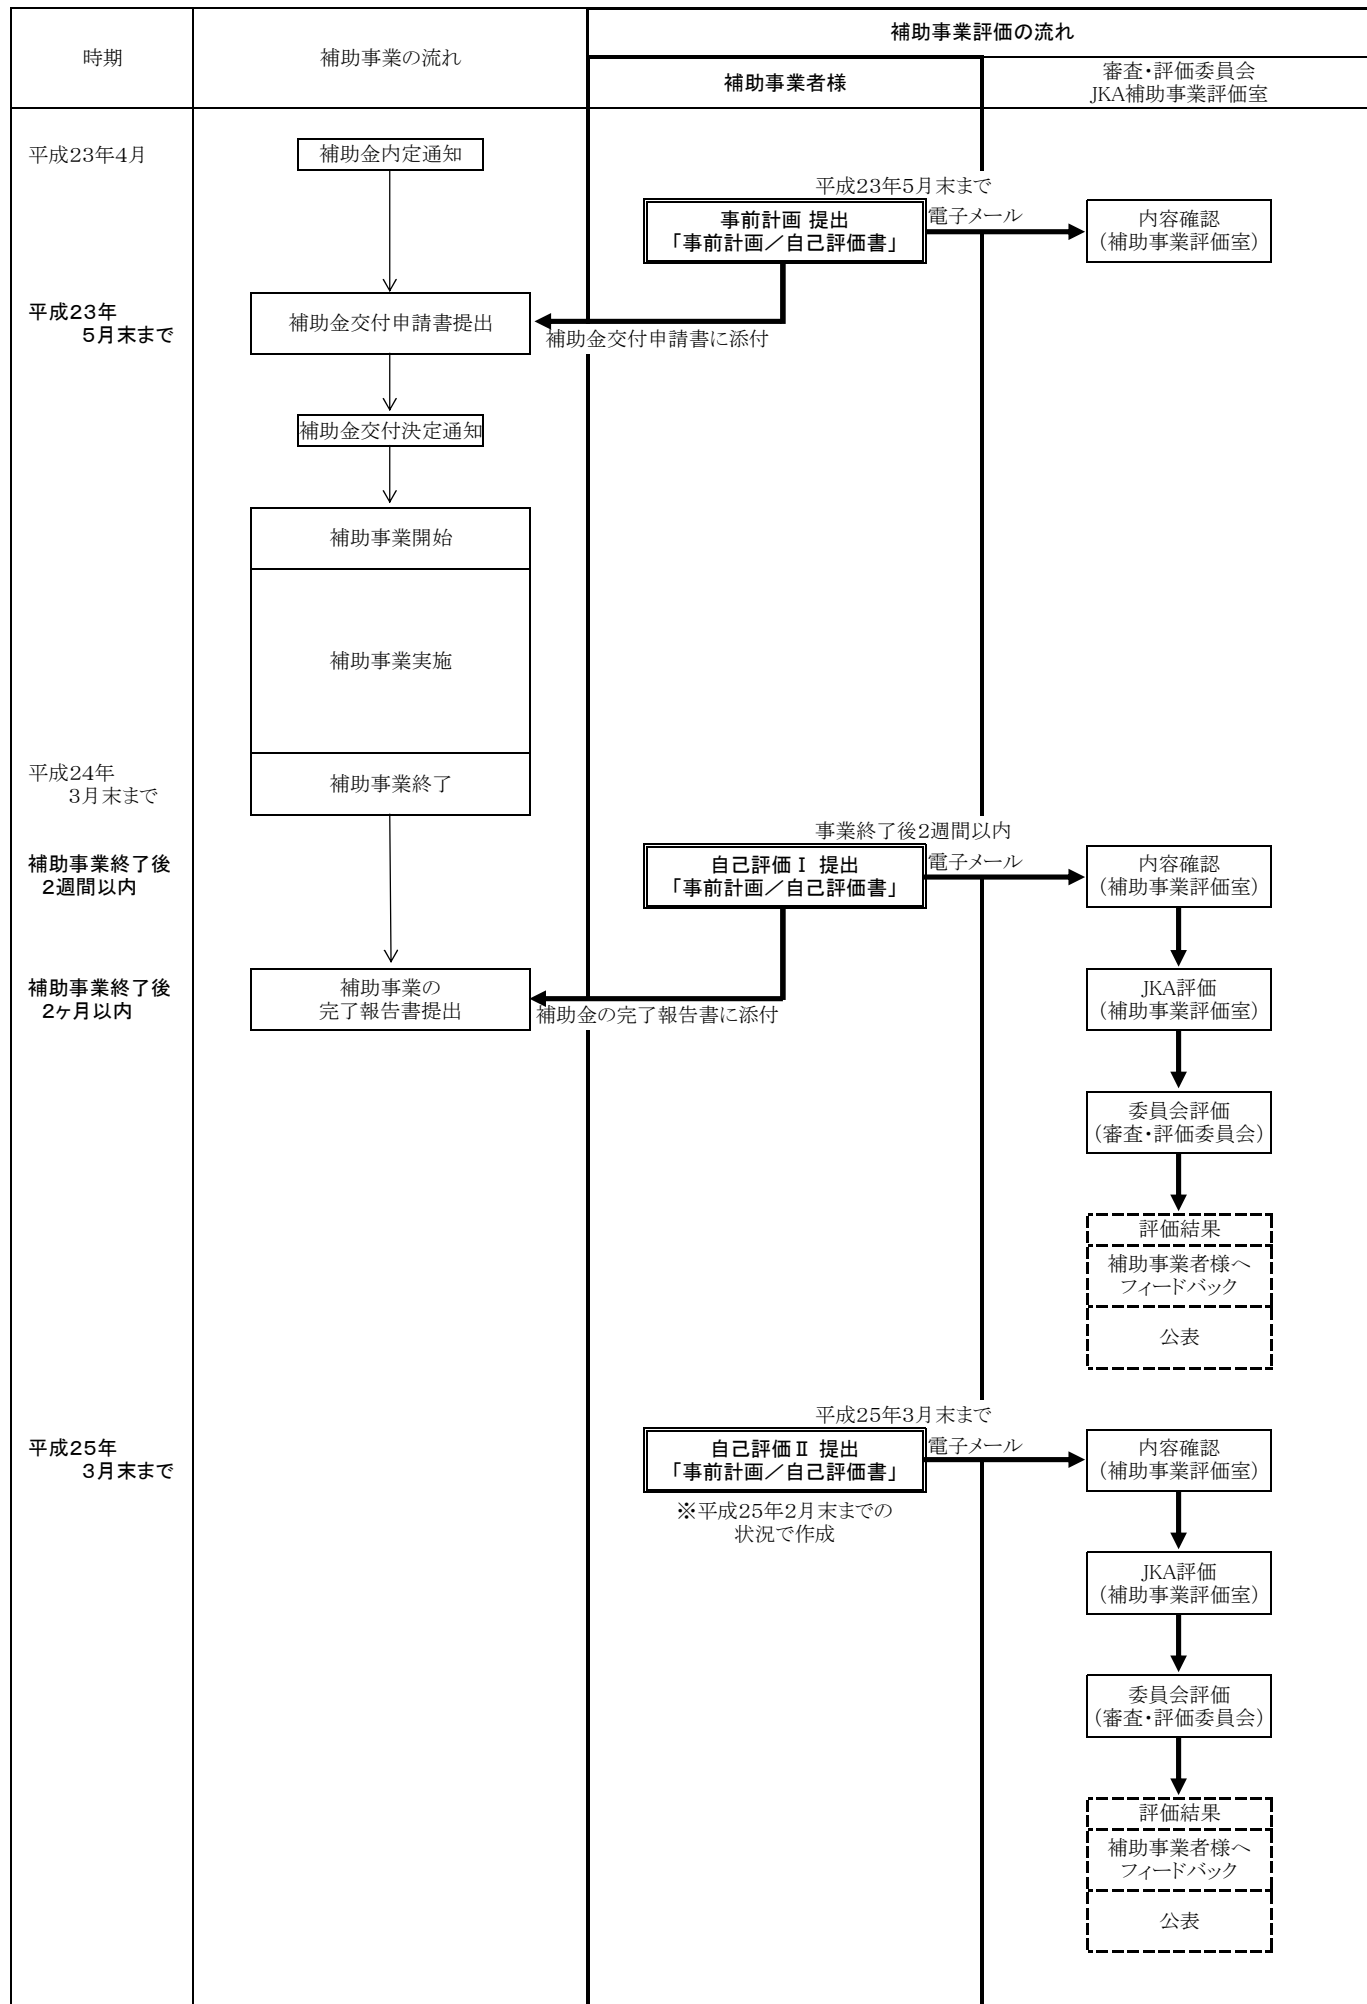 時期
補助事業の流れ
補助事業評価の流れ
補助事業者様
審査・評価委員会
JKA補助事業評価室
平成23年4月
補助金内定通知
平成23年5月末まで
事前計画 提出
「事前計画／自己評価書」
電子メール
内容確認
（補助事業評価室）
平成23年
5月末まで
補助金交付申請書提出
補助金交付申請書に添付
補助金交付決定通知
補助事業開始
補助事業実施
平成24年
3月末まで
補助事業終了
事業終了後2週間以内
補助事業終了後
2週間以内
自己評価Ⅰ 提出
「事前計画／自己評価書」
電子メール
内容確認
（補助事業評価室）
補助事業終了後
2ヶ月以内
補助事業の
完了報告書提出
補助金の完了報告書に添付
JKA評価
（補助事業評価室）
委員会評価
（審査・評価委員会）
評価結果
補助事業者様へ
フィードバック
公表
平成25年3月末まで
平成25年
3月末まで
自己評価Ⅱ 提出
「事前計画／自己評価書」
電子メール
内容確認
（補助事業評価室）
※平成25年2月末までの
状況で作成
JKA評価
（補助事業評価室）
委員会評価
（審査・評価委員会）
評価結果
補助事業者様へ
フィードバック
公表